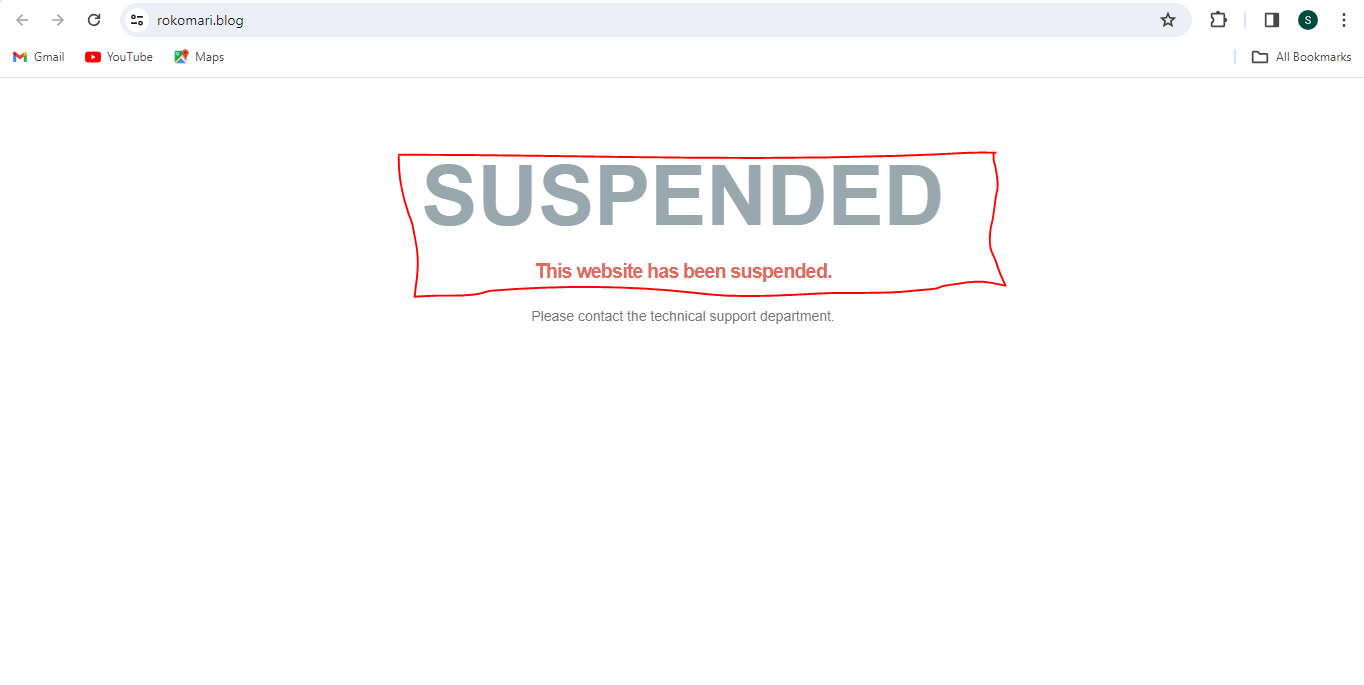 rokomari.blog
S
Gmail
YouTube
Maps
All Bookmarks
SUSPENDED
This website has been suspended.
Please contact the technical support department.